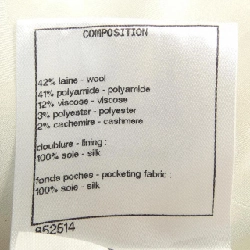 COMPOSITION
42% laine - wool
41% polyamide - polyamide
12% viscose - viscose
3% polyester - polyester
2% cachemire - cashmere
doublure - lining :
100% soie - silk
fonds poches - pocketing fabric :
100% soie - silk
952614